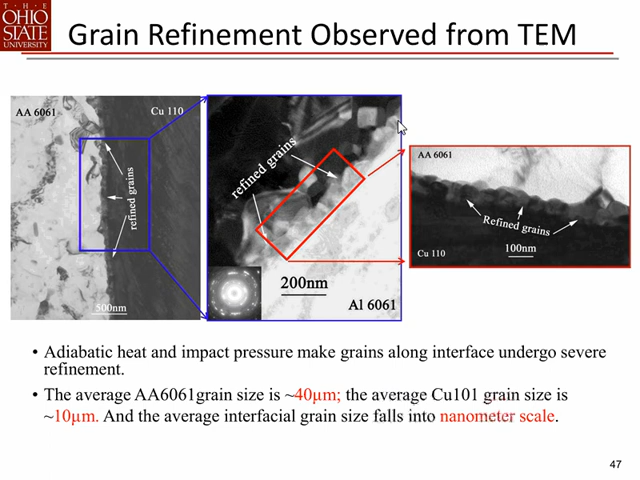 T · H · E
OHIO
STATE
UNIVERSITY
Grain Refinement Observed from TEM
AA 6061
Cu 110
refined grains
500nm
refined grains
200nm
Al 6061
AA 6061
Refined grains
100nm
Cu 110
• Adiabatic heat and impact pressure make grains along interface undergo severe
refinement.
• The average AA6061grain size is ~40μm; the average Cu101 grain size is
~10μm. And the average interfacial grain size falls into nanometer scale.
47